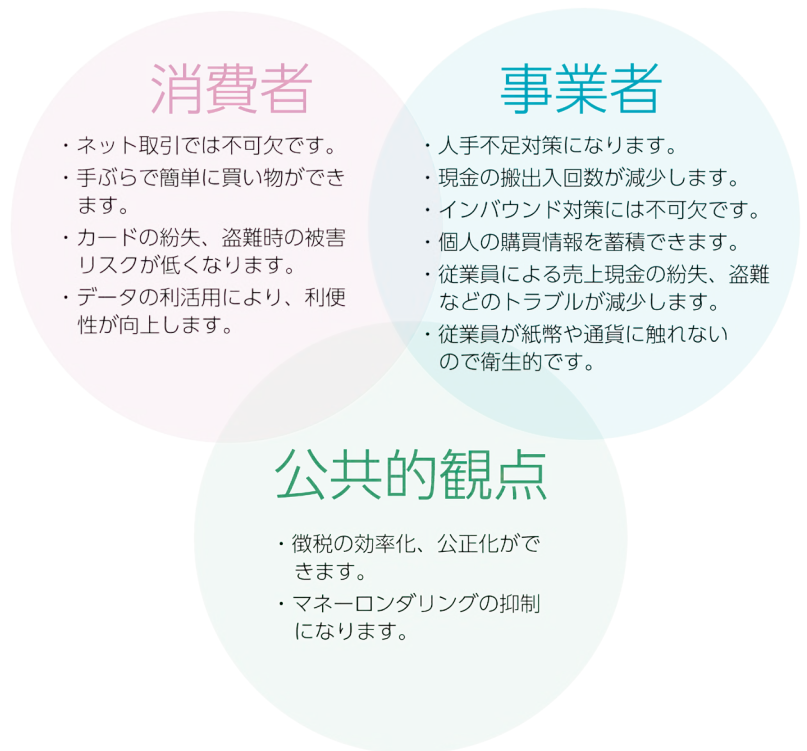 消費者
・ネット取引では不可欠です。
・手ぶらで簡単に買い物ができ
ます。
・カードの紛失、盗難時の被害
リスクが低くなります。
・データの利活用により、利便
性が向上します。
事業者
・人手不足対策になります。
・現金の搬出入回数が減少します。
・インバウンド対策には不可欠です。
・個人の購買情報を蓄積できます。
・従業員による売上現金の紛失、盗難
などのトラブルが減少します。
・従業員が紙幣や通貨に触れない
ので衛生的です。
公共的観点
・徴税の効率化、公正化がで
きます。
・マネーロンダリングの抑制
になります。